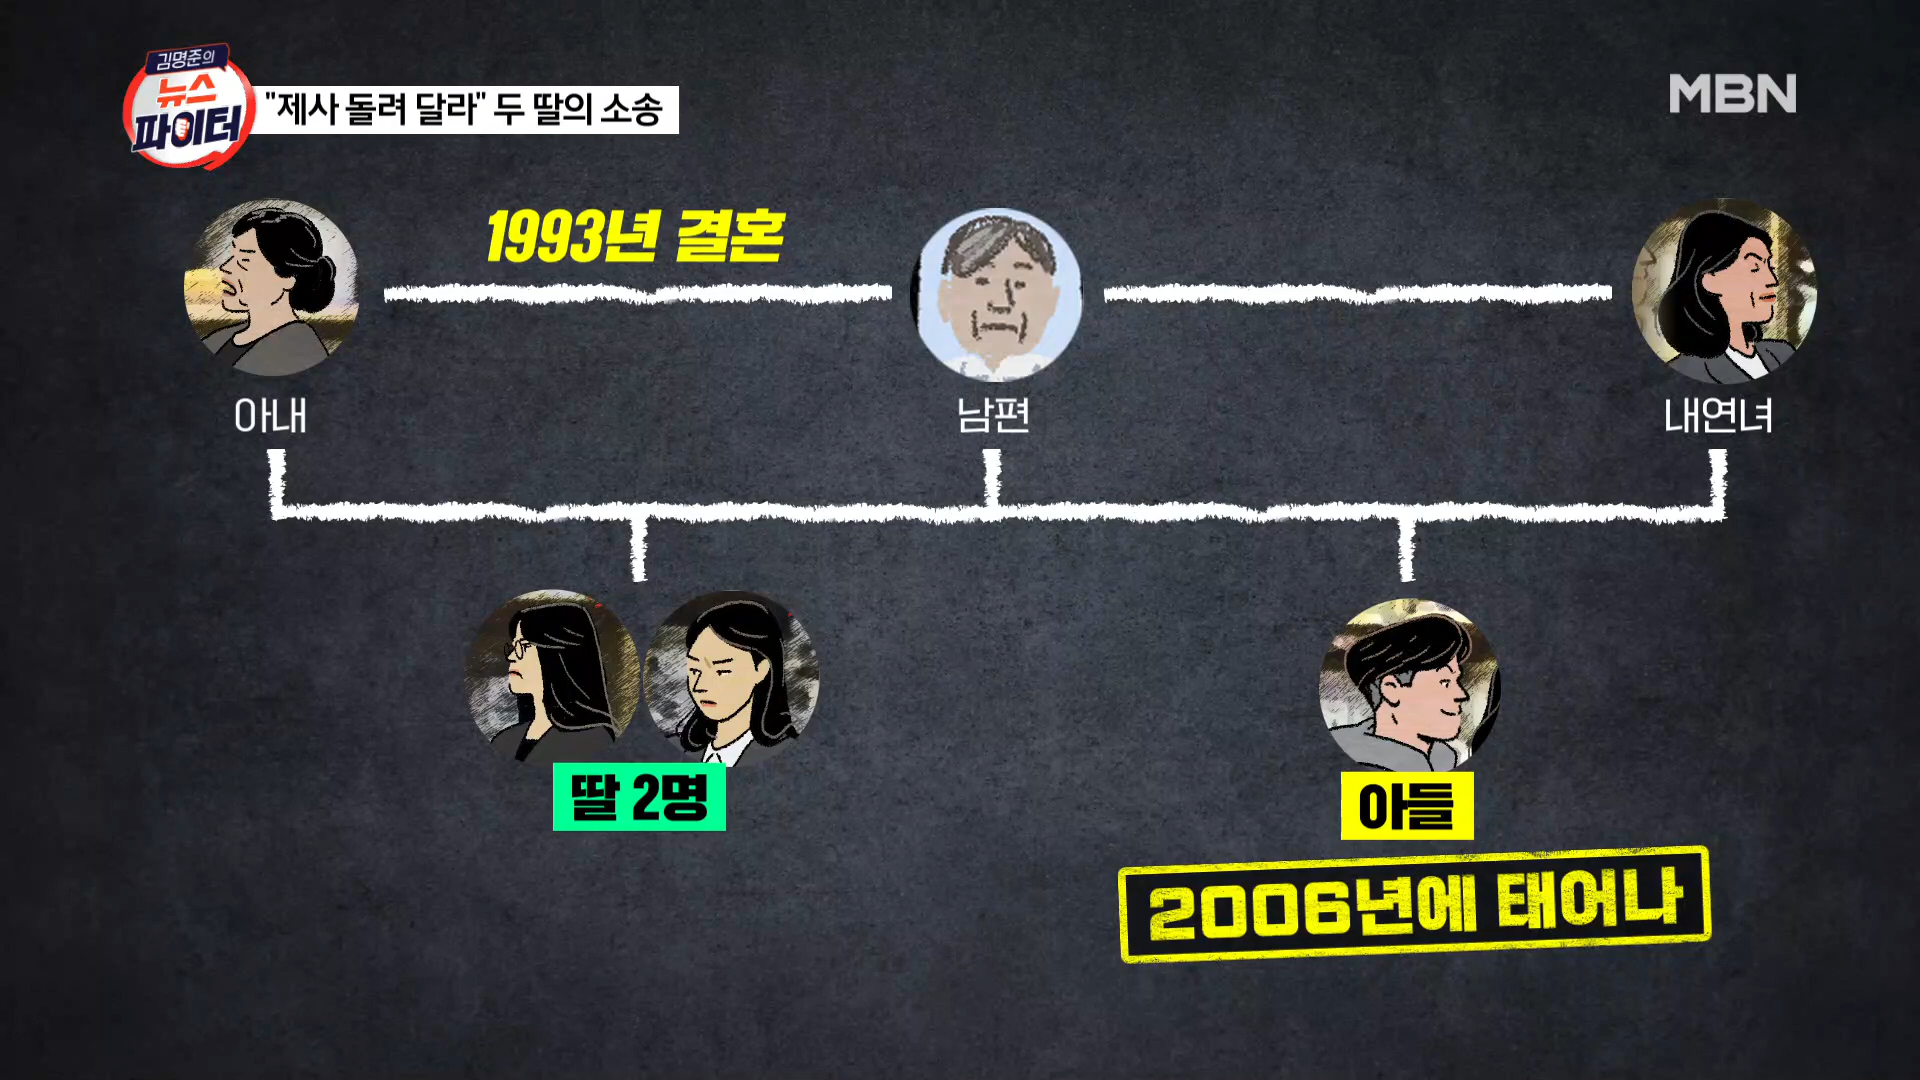 김명준의
뉴스
파이터
"제사 돌려 달라" 두 딸의 소송
MBN
1993년 결혼
아내
남편
내연녀
딸 2명
아들
2006년에 태어나